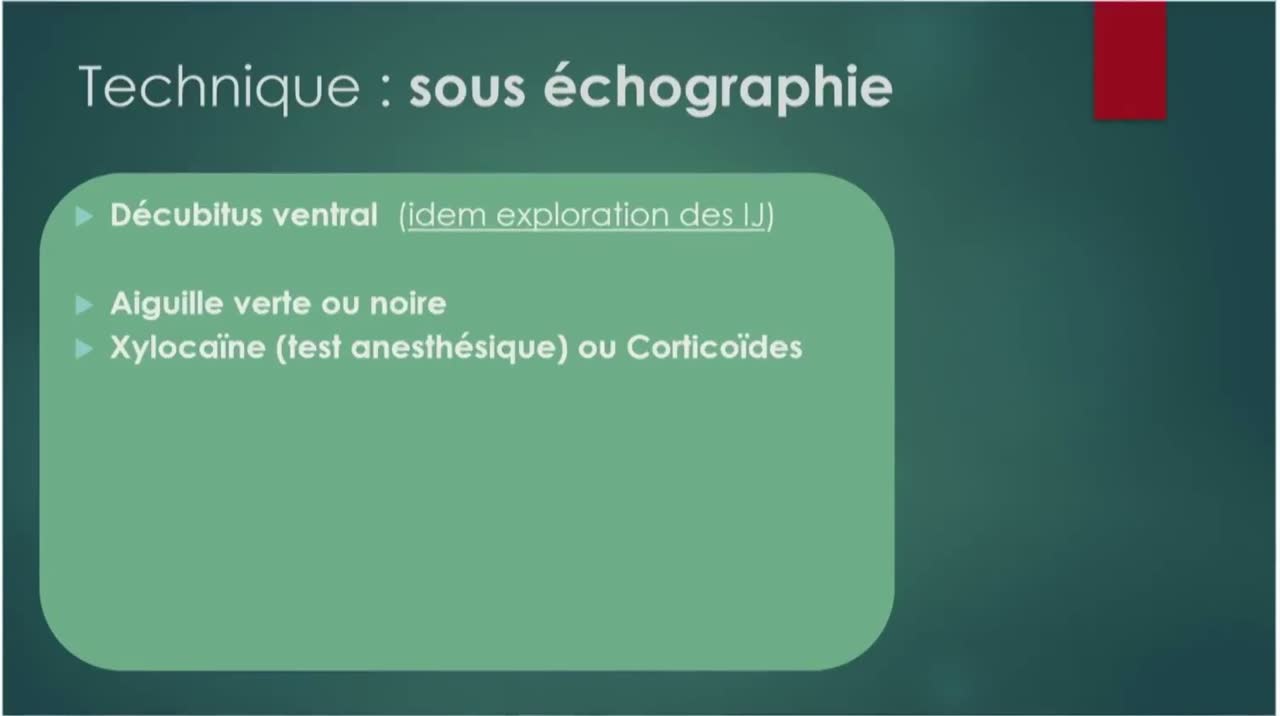 Technique : sous échographie
Décubitus ventral (idem exploration des IJ)
Aiguille verte ou noire
Xylocaïne (test anesthésique) ou Corticoïdes